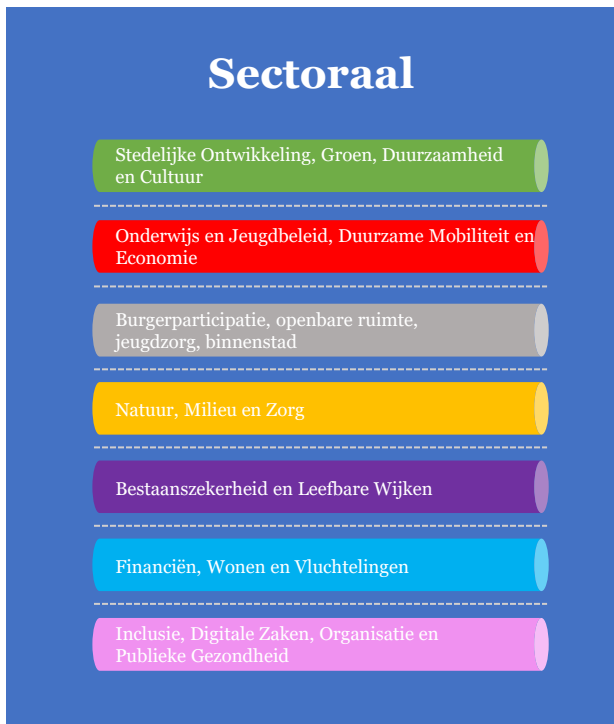 Sectoraal
Stedelijke Ontwikkeling, Groen, Duurzaamheid
en Cultuur
Onderwijs en Jeugdbeleid, Duurzame Mobiliteit en
Economie
Burgerparticipatie, openbare ruimte,
jeugdzorg, binnenstad
Natuur, Milieu en Zorg
Bestaanszekerheid en Leefbare Wijken
Financiën, Wonen en Vluchtelingen
Inclusie, Digitale Zaken, Organisatie en
Publieke Gezondheid